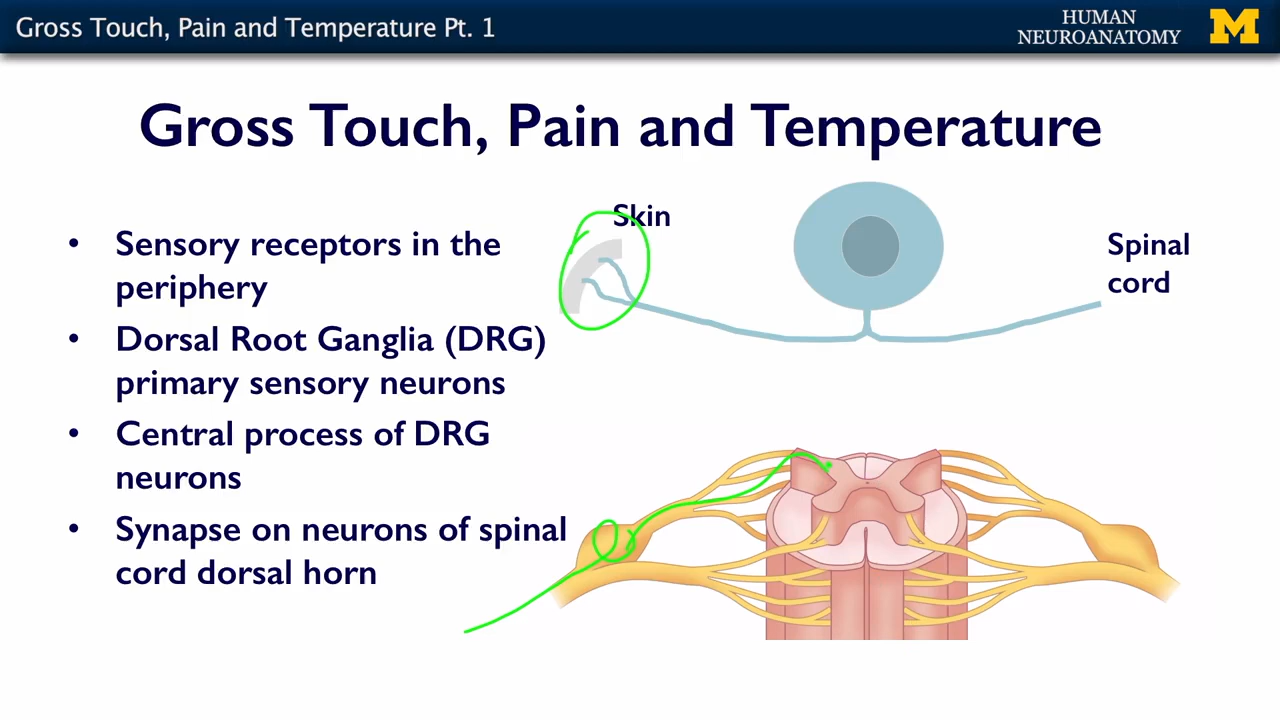 Gross Touch, Pain and Temperature Pt. 1
HUMAN
NEUROANATOMY
M
Gross Touch, Pain and Temperature
• Sensory receptors in the
periphery
• Dorsal Root Ganglia (DRG)
primary sensory neurons
• Central process of DRG
neurons
• Synapse on neurons of spinal
cord dorsal horn
Skin
Spinal
cord